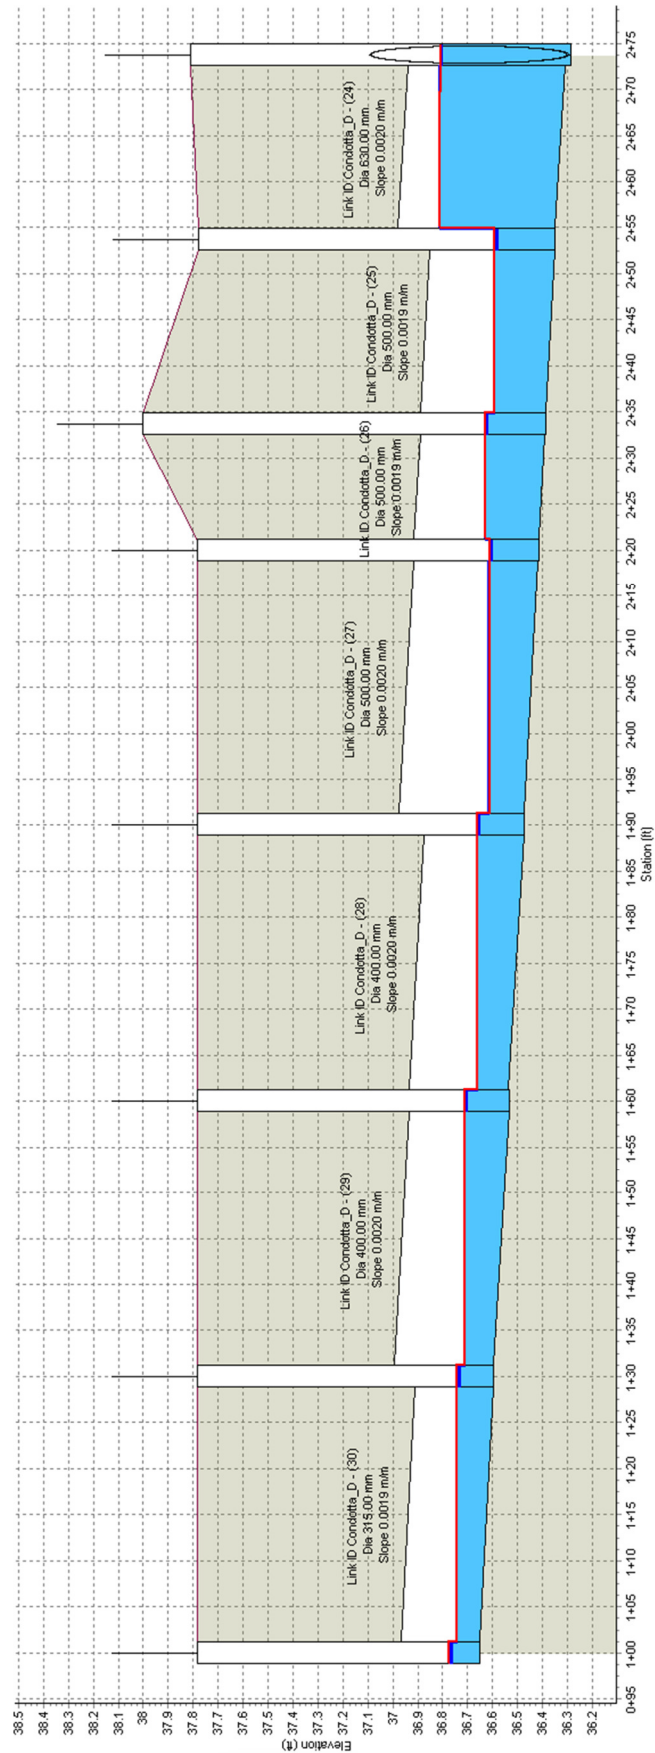 38.5
38.4
38.3
38.2
38.1
38
37.9
37.8
37.7
37.6
37.5
37.4
37.3
37.2
37.1
37
36.9
36.8
36.7
36.6
36.5
36.4
36.3
36.2
Elevation (ft)
Link ID Condotta_D - (30)
Dia 315.00 mm
Slope 0.0019 m/m
Link ID Condotta_D - (29)
Dia 400.00 mm
Slope 0.0020 m/m
Link ID Condotta_D - (28)
Dia 400.00 mm
Slope 0.0020 m/m
Link ID Condotta_D - (27)
Dia 500.00 mm
Slope 0.0020 m/m
Link ID Condotta_D - (26)
Dia 500.00 mm
Slope 0.0019 m/m
Link ID Condotta_D - (25)
Dia 500.00 mm
Slope 0.0019 m/m
Link ID Condotta_D - (24)
Dia 630.00 mm
Slope 0.0020 m/m
0+95
1+00
1+05
1+10
1+20
1+25
1+30
1+35
1+45
1+50
1+55
1+60
1+65
1+70
1+75
1+80
1+85
1+90
1+95
2+00
2+05
2+10
2+15
2+20
2+25
2+30
2+35
2+40
2+45
2+50
2+55
2+60
2+65
2+70
2+75
Station (ft)